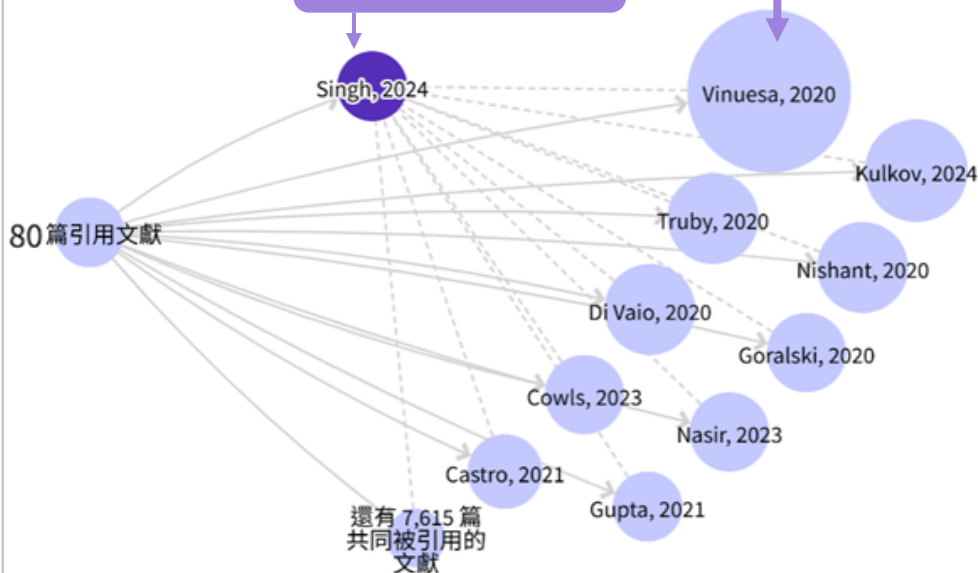 Singh, 2024
Vinuesa, 2020
Kulkov, 2024
Truby, 2020
80篇引用文獻
Nishant, 2020
Di Vaio, 2020
Goralski, 2020
Cowls, 2023
Nasir, 2023
Castro, 2021
Gupta, 2021
還有 7,615 篇
共同被引用的
文獻